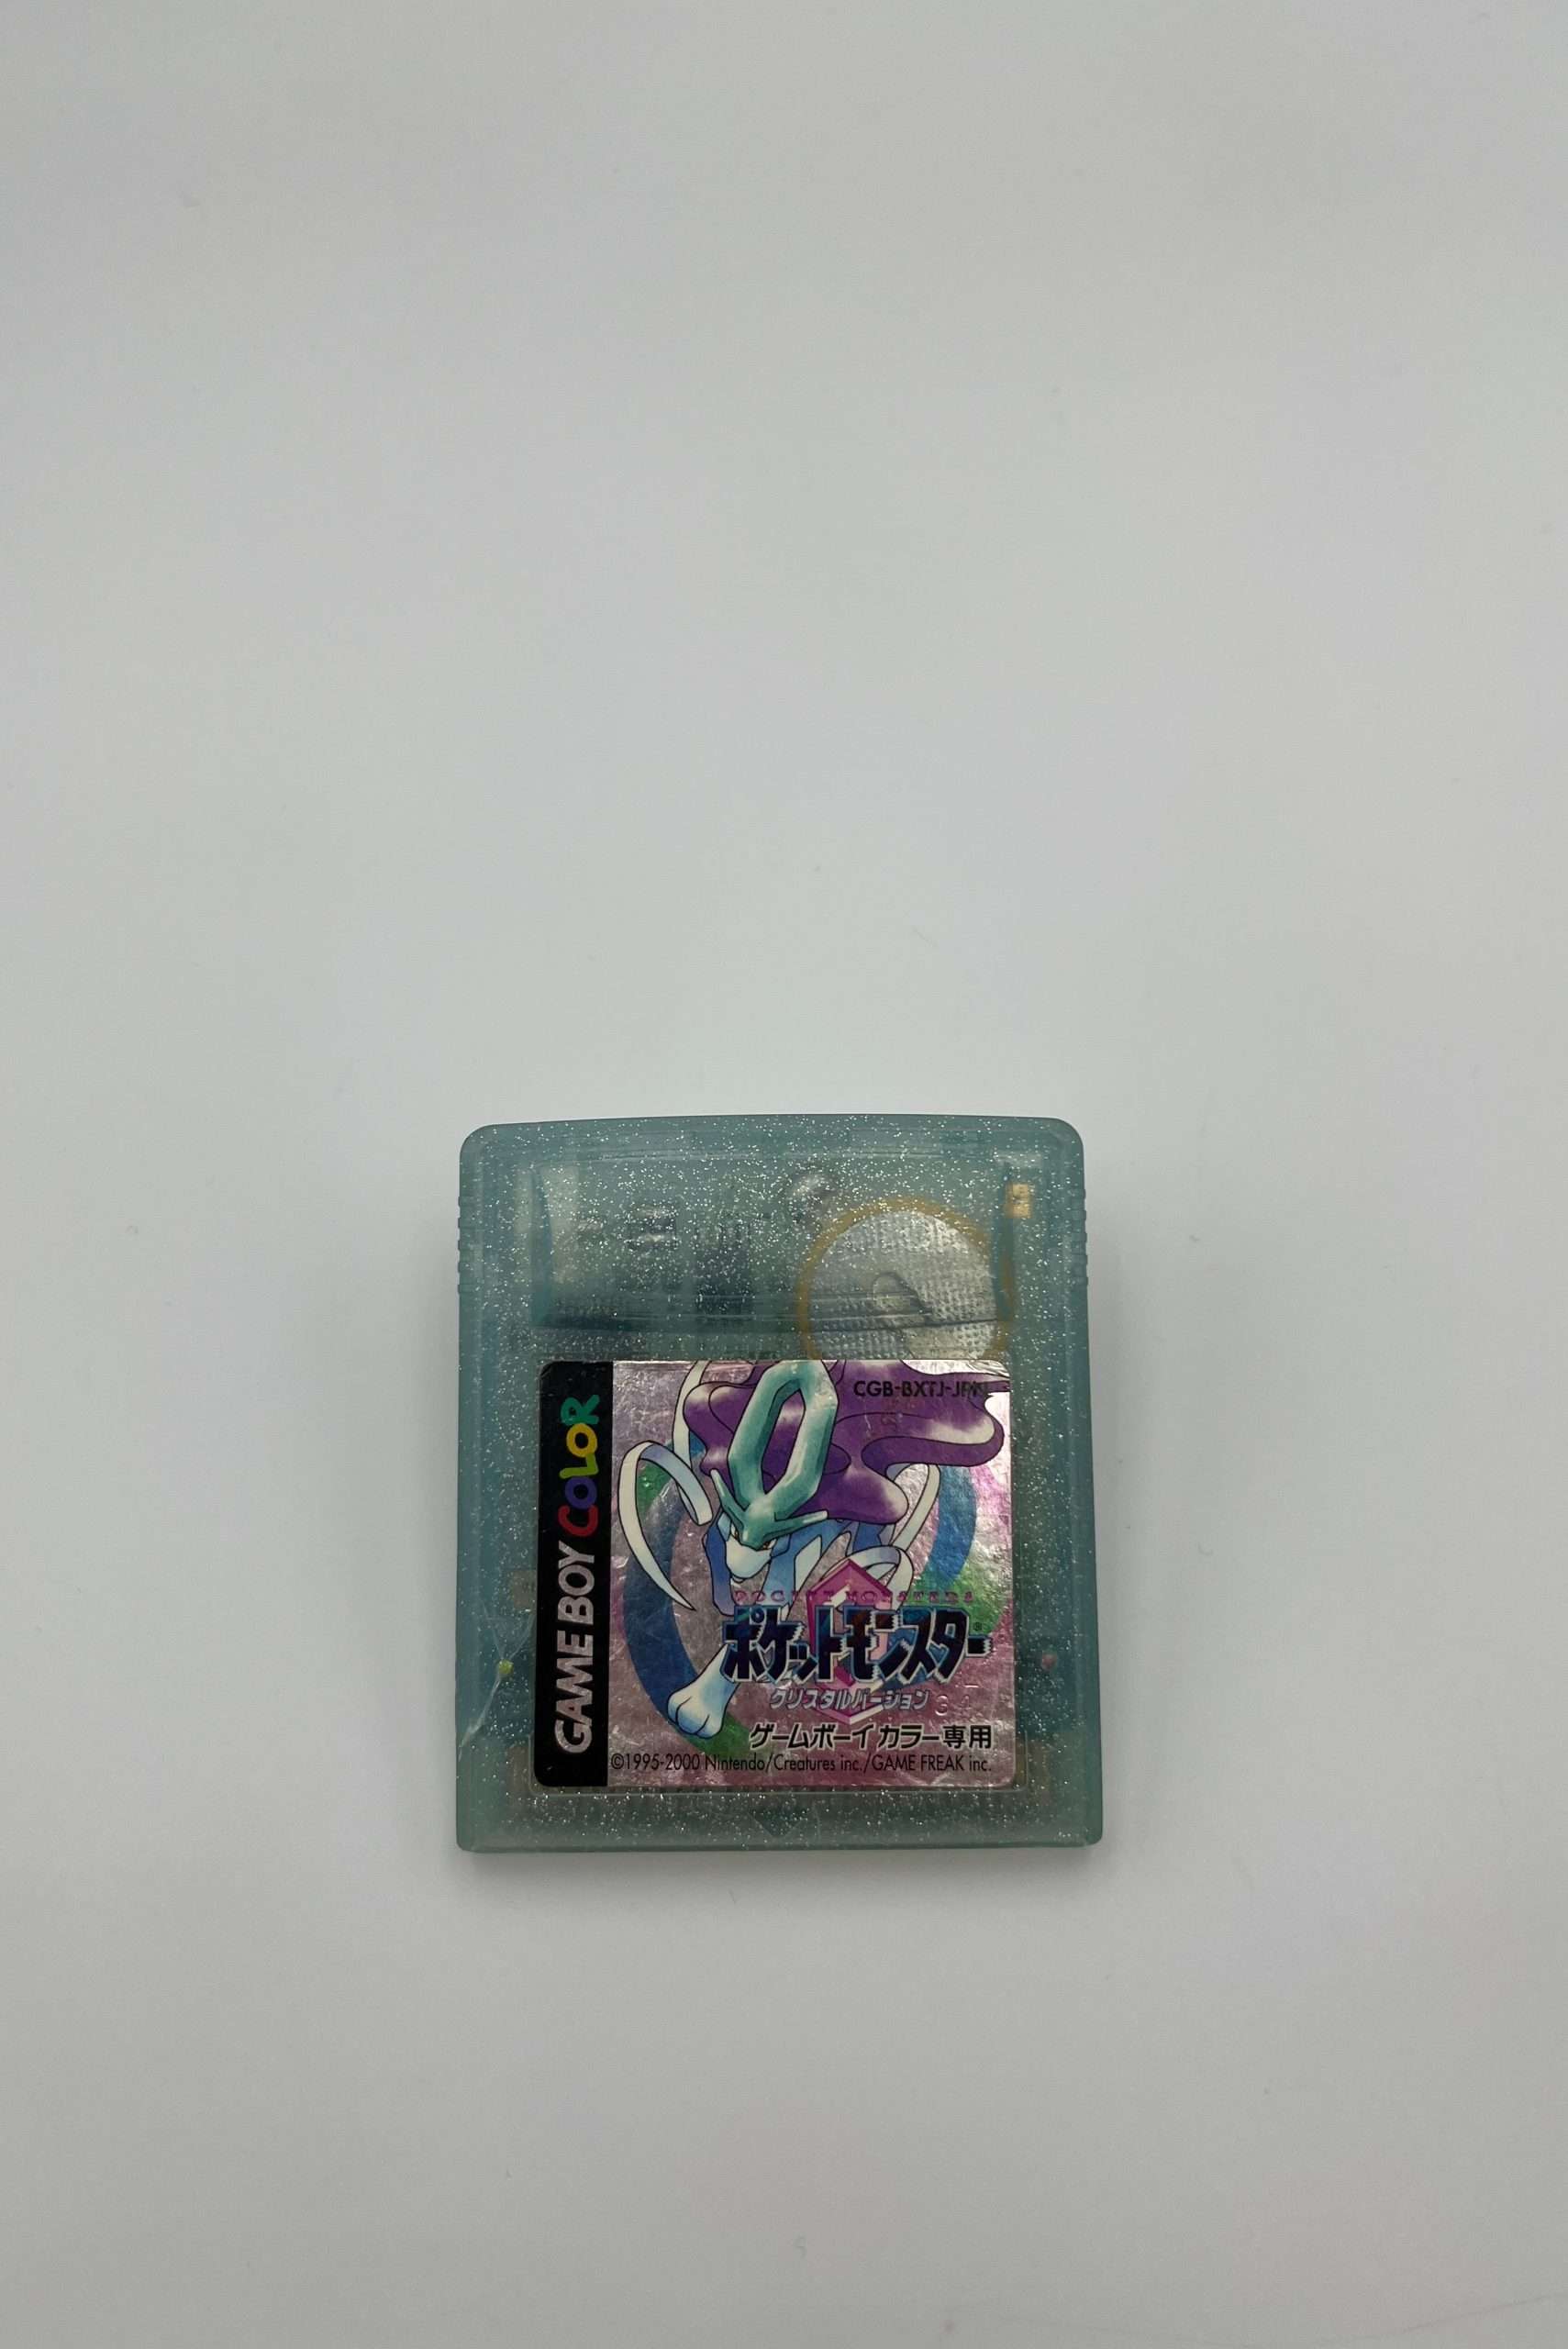 CGB-BXTJ-JPN
GAME BOY COLOR
POCKET MONSTERS
ポケットモンスター
クリスタルバージョン
ゲームボーイカラー専用
©1995-2000 Nintendo/Creatures inc./GAME FREAK inc.